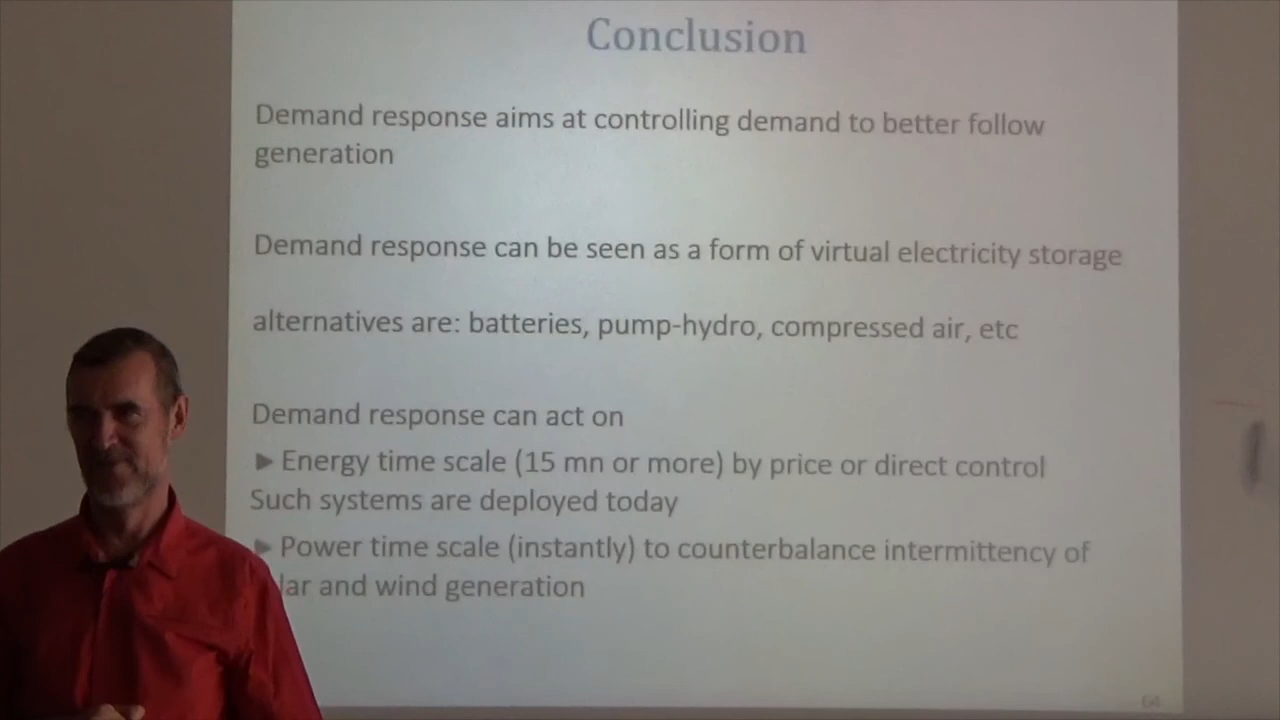 Conclusion
Demand response aims at controlling demand to better follow
generation
Demand response can be seen as a form of virtual electricity storage
alternatives are: batteries, pump-hydro, compressed air, etc
Demand response can act on
► Energy time scale (15 mn or more) by price or direct control
Such systems are deployed today
► Power time scale (instantly) to counterbalance intermittency of
lar and wind generation
64